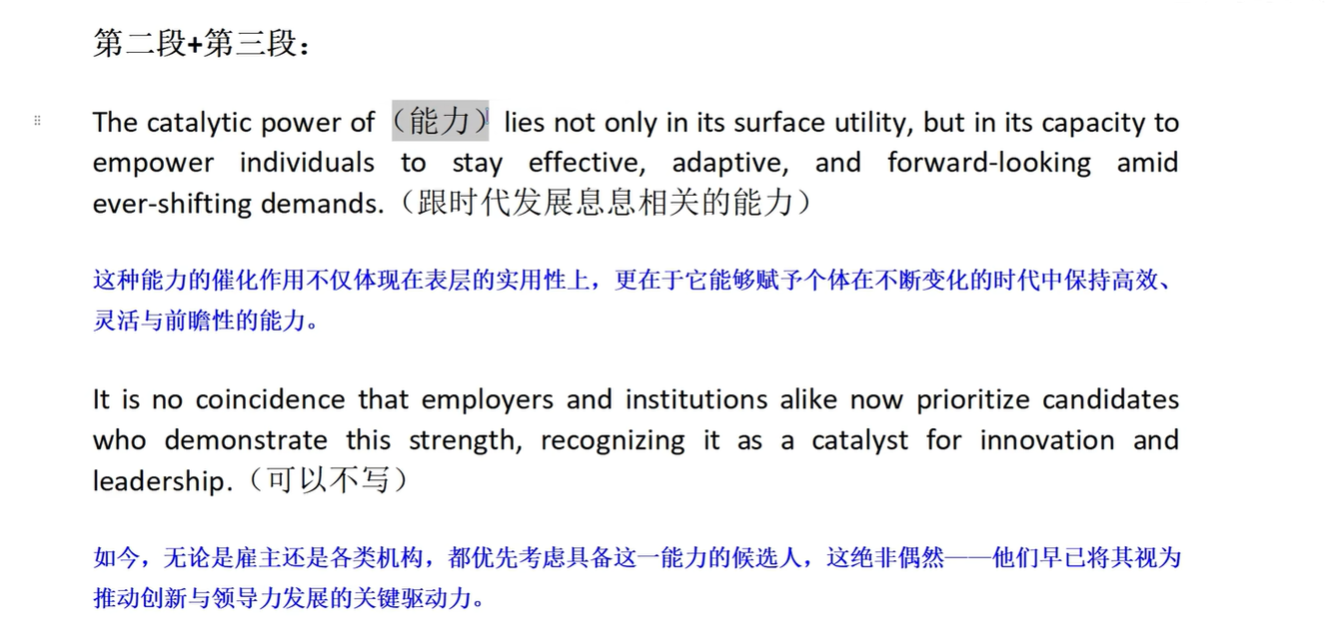 第二段+第三段：
The catalytic power of （能力） lies not only in its surface utility, but in its capacity to
empower individuals to stay effective, adaptive, and forward-looking amid
ever-shifting demands.（跟时代发展息息相关的能力）
这种能力的催化作用不仅体现在表层的实用性上，更在于它能够赋予个体在不断变化的时代中保持高效、
灵活与前瞻性的能力。
It is no coincidence that employers and institutions alike now prioritize candidates
who demonstrate this strength, recognizing it as a catalyst for innovation and
leadership.（可以不写）
如今，无论是雇主还是各类机构，都优先考虑具备这一能力的候选人，这绝非偶然——他们早已将其视为
推动创新与领导力发展的关键驱动力。